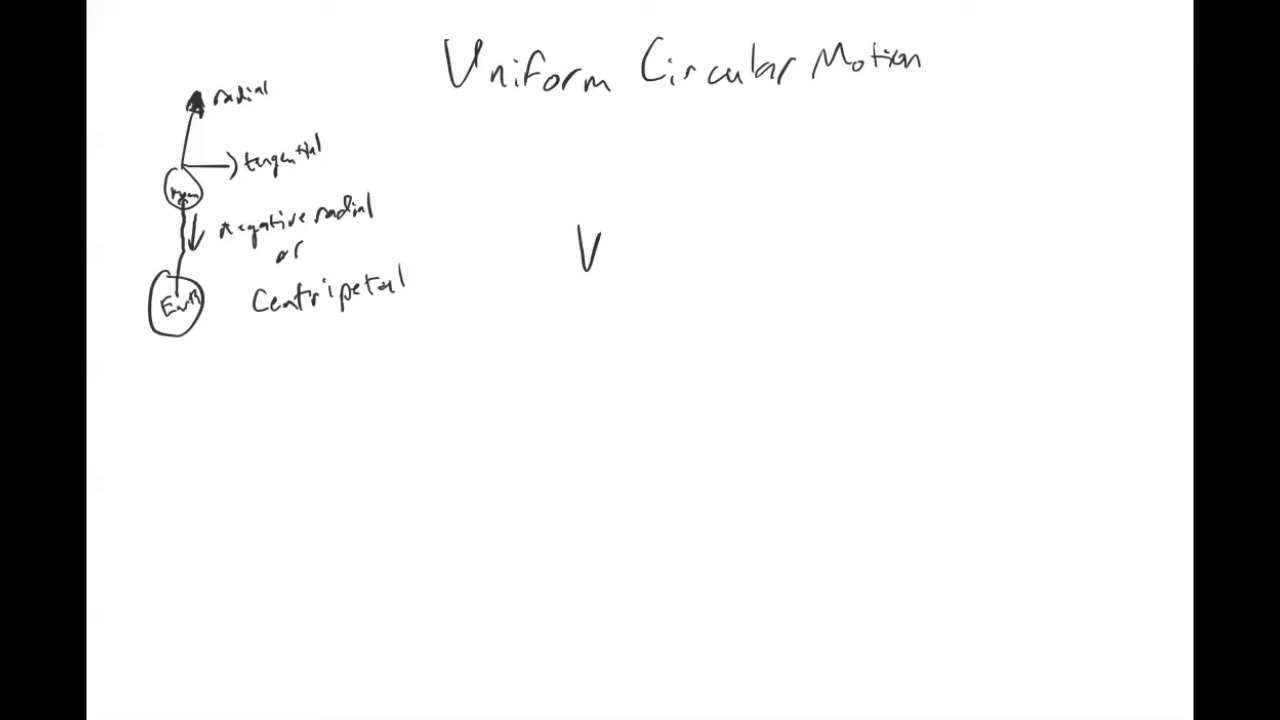 Uniform Circular Motion
radial
tangential
negative radial
or
Centripetal
Earth
V